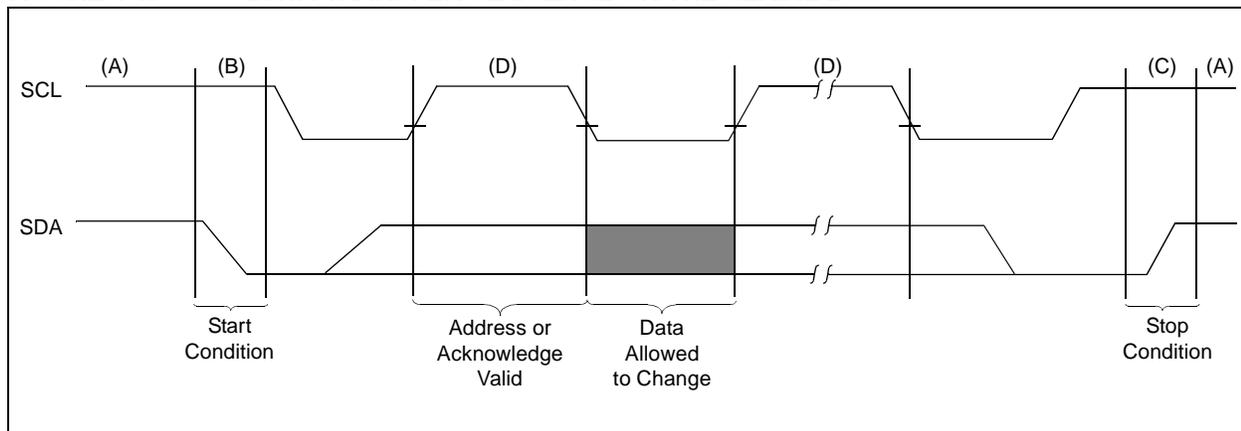 (A) (B) (D) (D) (C) (A)
SCL
SDA
Start
Condition
Address or
Acknowledge
Valid
Data
Allowed
to Change
Stop
Condition